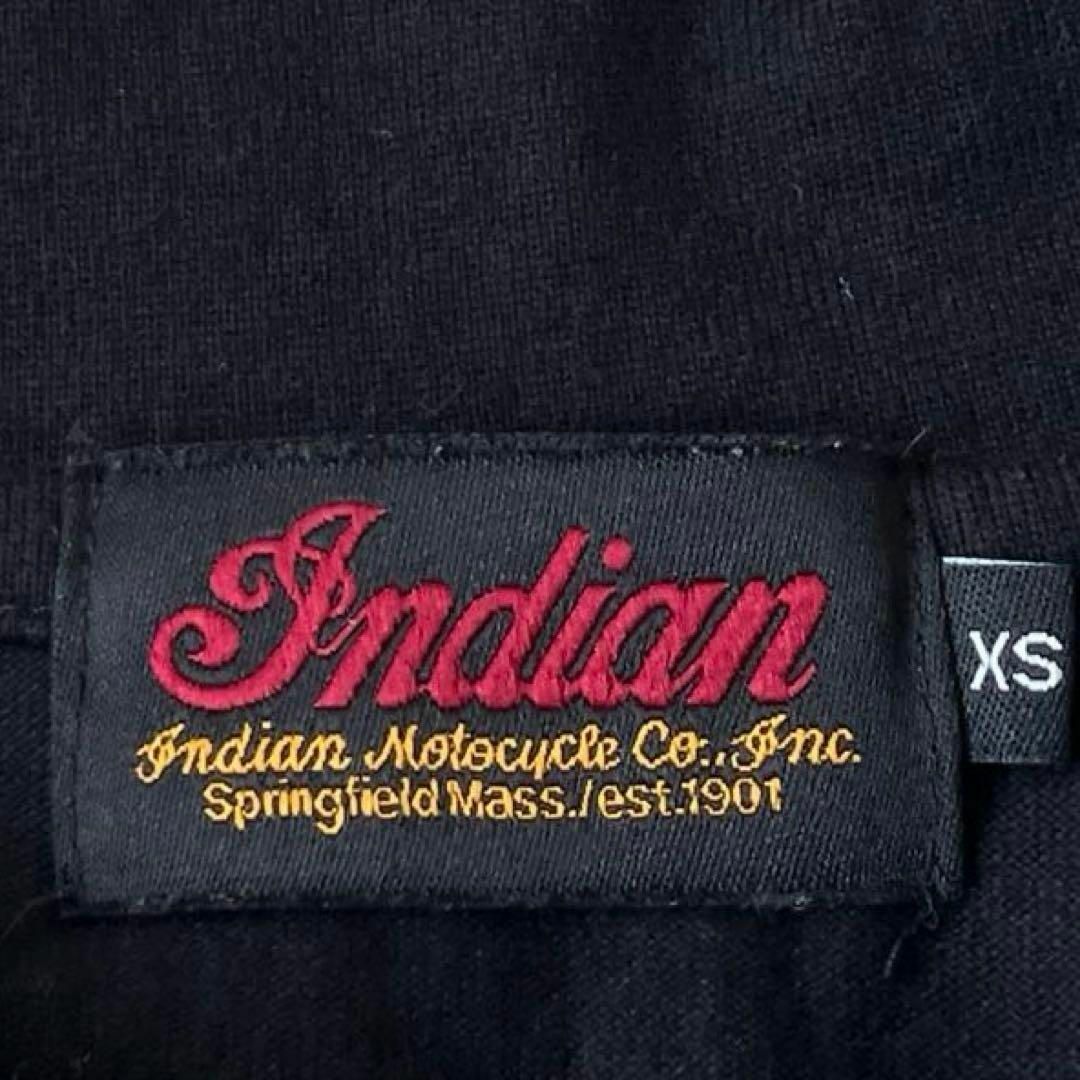 Indian
Indian Motocycle Co., Inc.
Springfield Mass./est.1901
XS